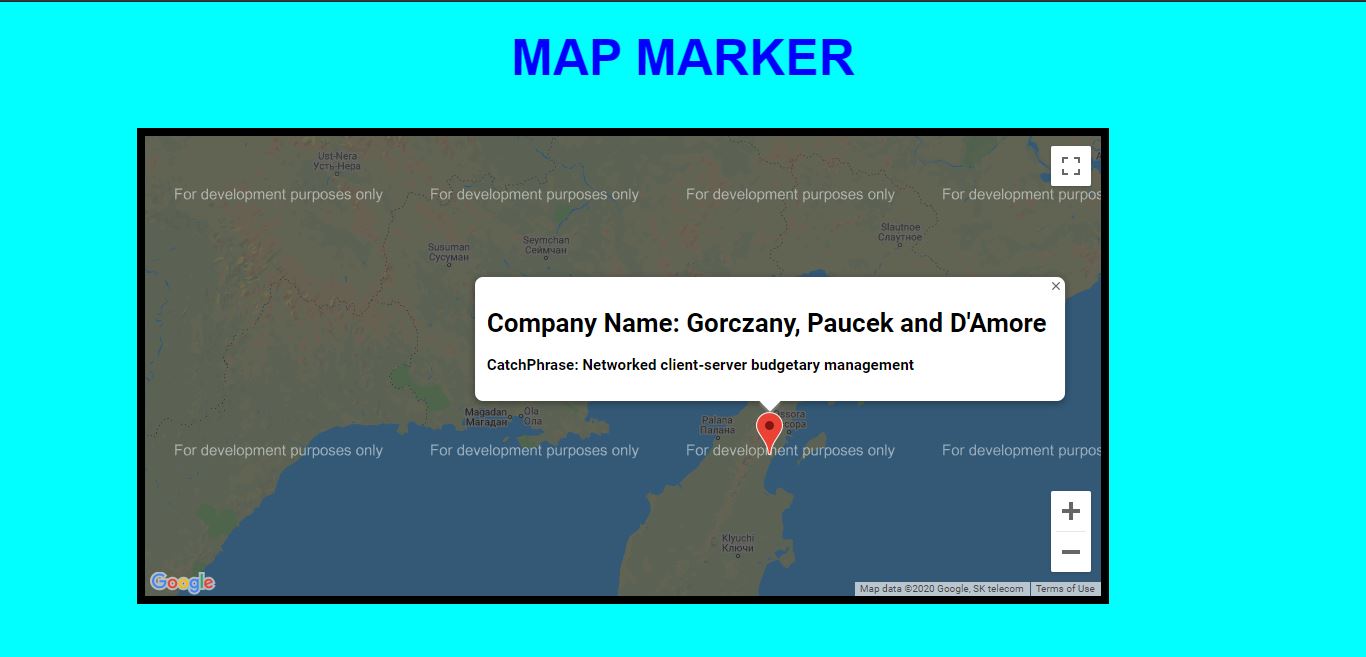 MAP MARKER
Ust-Nera
Усть-Нера
For development purposes only
For development purposes only
For development purposes only
For development purpos
Susuman
Сусуман
Seymchan
Сеймчан
Slautnoe
Слаутное
Company Name: Gorczany, Paucek and D'Amore
CatchPhrase: Networked client-server budgetary management
Magadan
Магадан
Ola
Ола
Palana
Палана
For development purposes only
For development purposes only
For development purposes only
For development purpos
Klyuchi
Ключи
Google
Map data ©2020 Google, SK telecom
Terms of Use